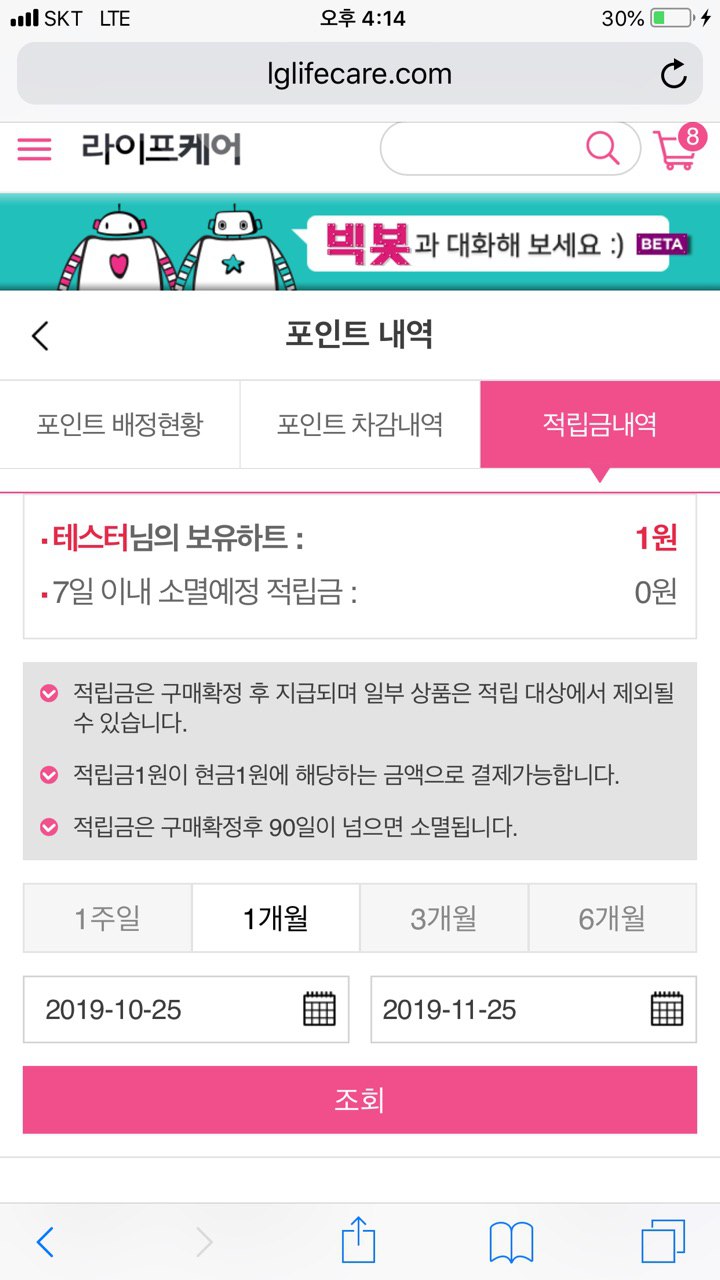 SKT LTE 오후 4:14 30%
lglifecare.com
라이프케어 8
빅봇과 대화해 보세요 :) BETA
포인트 내역
포인트 배정현황 포인트 차감내역 적립금내역
테스터님의 보유하트 : 1원
7일 이내 소멸예정 적립금 : 0원
적립금은 구매확정 후 지급되며 일부 상품은 적립 대상에서 제외될
수 있습니다.
적립금1원이 현금1원에 해당하는 금액으로 결제가능합니다.
적립금은 구매확정후 90일이 넘으면 소멸됩니다.
1주일 1개월 3개월 6개월
2019-10-25 2019-11-25
조회